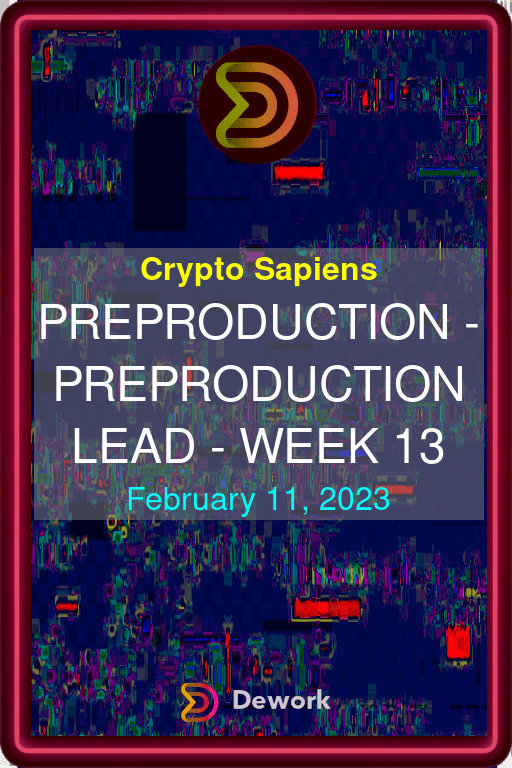 Crypto Sapiens
PREPRODUCTION -
PREPRODUCTION
LEAD - WEEK 13
February 11, 2023
Dework